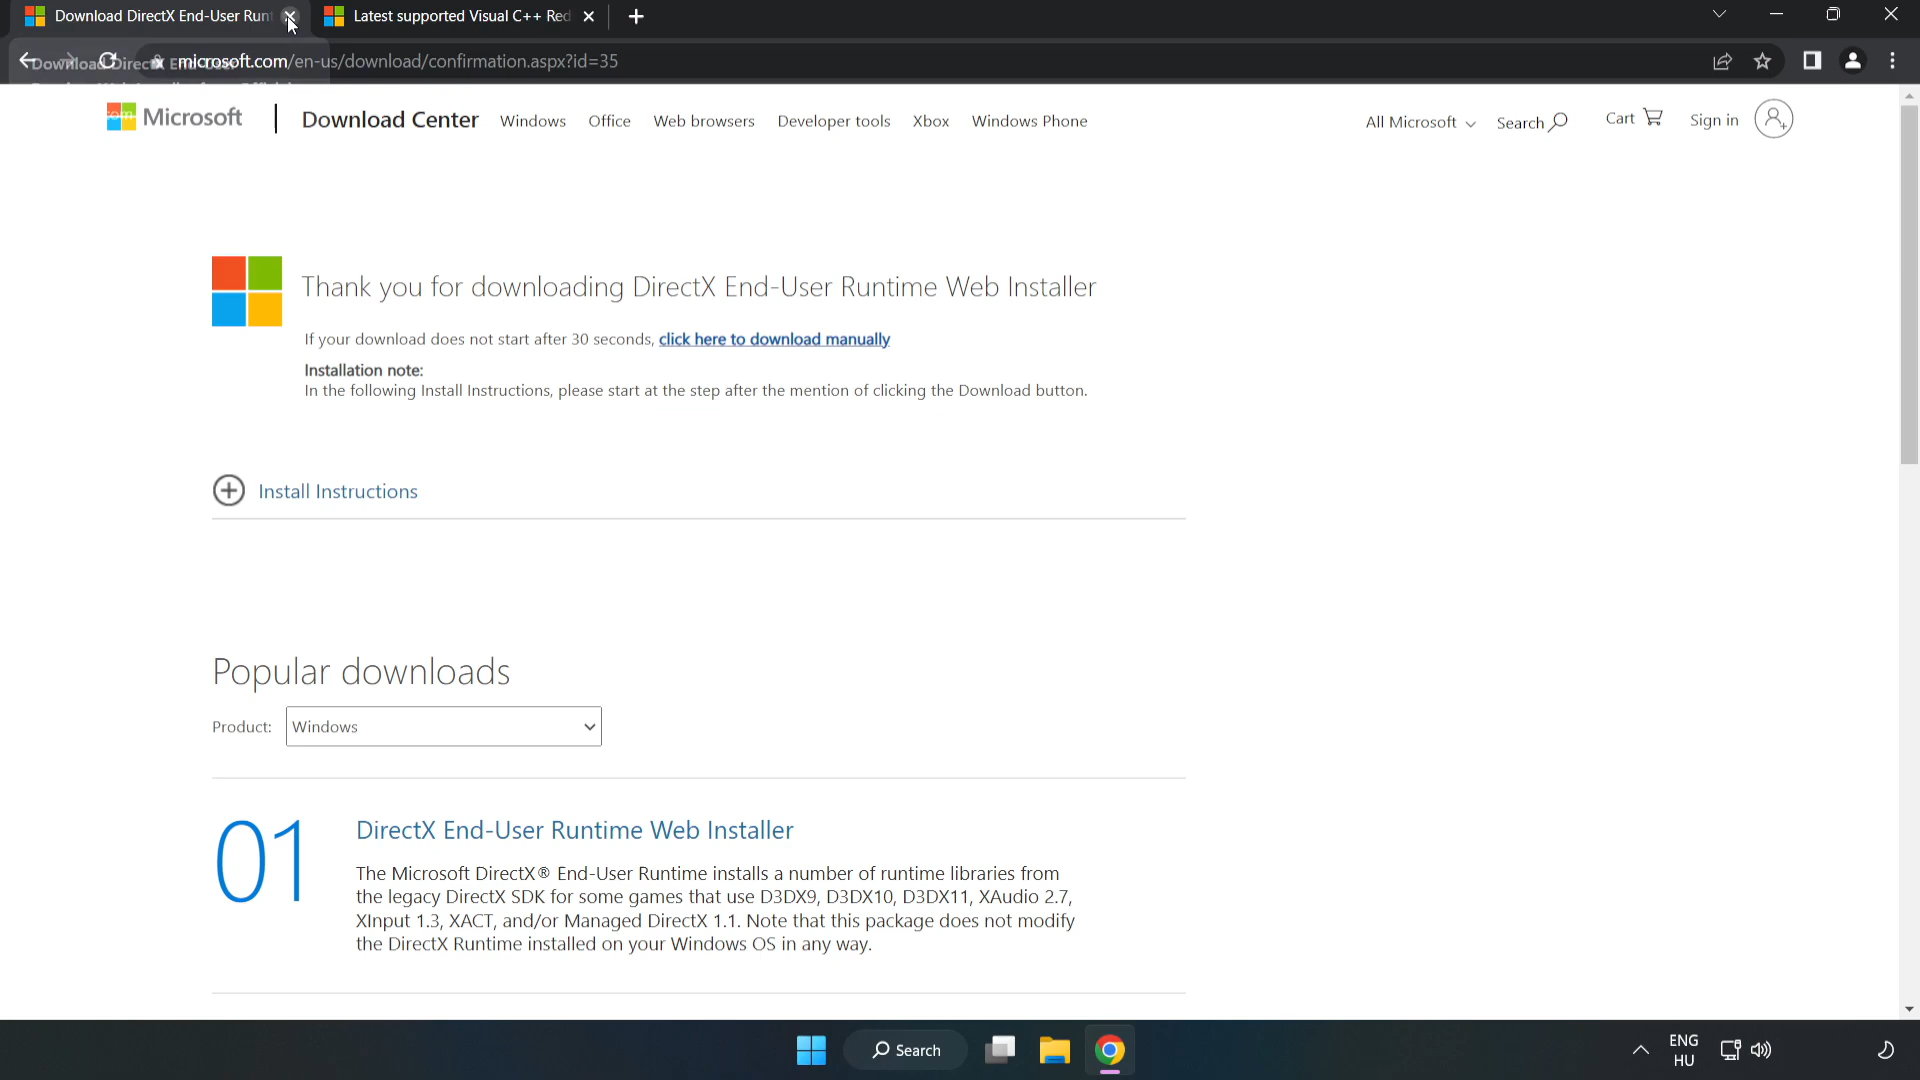 Download DirectX End-User Runt
Latest supported Visual C++ Red
microsoft.com/en-us/download/confirmation.aspx?id=35
Download DirectX End-User
Microsoft
Download Center
Windows
Office
Web browsers
Developer tools
Xbox
Windows Phone
All Microsoft
Search
Cart
Sign in
Thank you for downloading DirectX End-User Runtime Web Installer
If your download does not start after 30 seconds, click here to download manually
Installation note:
In the following Install Instructions, please start at the step after the mention of clicking the Download button.
Install Instructions
Popular downloads
Product:
Windows
01
DirectX End-User Runtime Web Installer
The Microsoft DirectX® End-User Runtime installs a number of runtime libraries from
the legacy DirectX SDK for some games that use D3DX9, D3DX10, D3DX11, XAudio 2.7,
XInput 1.3, XACT, and/or Managed DirectX 1.1. Note that this package does not modify
the DirectX Runtime installed on your Windows OS in any way.
Search
ENG
HU